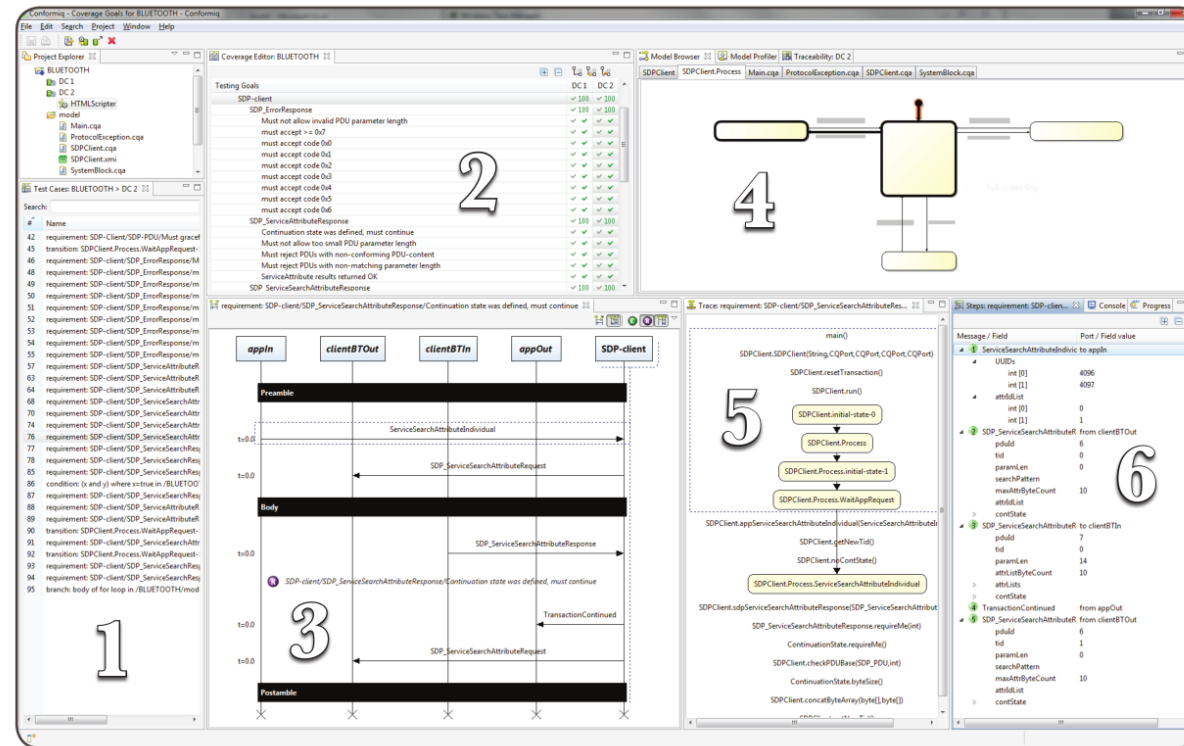 Conformiq - Coverage Goals for BLUETOOTH - Conformiq
File Edit Search Project Window Help
Project Explorer
BLUETOOTH
DC 1
DC 2
HTMLScripter
model
Main.cqa
ProtocolException.cqa
SDPClient.cqa
SDPClient.xmi
SystemBlock.cqa
Test Cases: BLUETOOTH > DC 2
Search:
# Name
42 requirement: SDP-Client/SDP-PDU/Must gracef
45 transition: SDPClient.Process.WaitAppRequest-
46 requirement: SDP-client/SDP_ErrorResponse/M
48 requirement: SDP-client/SDP_ErrorResponse/m
49 requirement: SDP-client/SDP_ErrorResponse/m
50 requirement: SDP-client/SDP_ErrorResponse/m
51 requirement: SDP-client/SDP_ErrorResponse/m
52 requirement: SDP-client/SDP_ErrorResponse/m
53 requirement: SDP-client/SDP_ErrorResponse/m
54 requirement: SDP-client/SDP_ErrorResponse/m
55 requirement: SDP-client/SDP_ErrorResponse/m
57 requirement: SDP-client/SDP_ServiceAttributeR
63 requirement: SDP-client/SDP_ServiceAttributeR
64 requirement: SDP-client/SDP_ServiceAttributeR
68 requirement: SDP-client/SDP_ServiceSearchAttr
70 requirement: SDP-client/SDP_ServiceSearchAttr
74 requirement: SDP-client/SDP_ServiceSearchAttr
76 requirement: SDP-client/SDP_ServiceSearchAttr
77 requirement: SDP-client/SDP_ServiceSearchResp
78 requirement: SDP-client/SDP_ServiceSearchResp
85 requirement: SDP-client/SDP_ServiceSearchResp
86 condition: (x and y) where x=true in /BLUETOO
87 requirement: SDP-client/SDP_ServiceSearchResp
88 requirement: SDP-client/SDP_ServiceAttributeR
89 requirement: SDP-client/SDP_ServiceAttributeR
90 transition: SDPClient.Process.WaitAppRequest-
91 requirement: SDP-client/SDP_ServiceSearchAttr
92 transition: SDPClient.Process.WaitAppRequest-
93 requirement: SDP-client/SDP_ServiceSearchResp
94 requirement: SDP-client/SDP_ServiceSearchResp
95 branch: body of for loop in /BLUETOOTH/mod
1
Coverage Editor: BLUETOOTH
Testing Goals DC 1 DC 2
SDP-client 100 100
SDP_ErrorResponse 100 100
Must not allow invalid PDU parameter length
must accept >= 0x7
must accept code 0x0
must accept code 0x1
must accept code 0x2
must accept code 0x3
must accept code 0x4
must accept code 0x5
must accept code 0x6
SDP_ServiceAttributeResponse 100 100
Continuation state was defined, must continue
Must not allow too small PDU parameter length
Must reject PDUs with non-conforming PDU-content
Must reject PDUs with non-matching parameter length
ServiceAttribute results returned OK
SDP_ServiceSearchAttributeResponse 100 100
2
Model Browser Model Profiler Traceability: DC 2
SDPClient SDPClient.Process Main.cqa ProtocolException.cqa SDPClient.cqa SystemBlock.cqa
4
requirement: SDP-client/SDP_ServiceSearchAttributeResponse/Continuation state was defined, must continue
appIn clientBTOut clientBTIn appOut SDP-client
Preamble
ServiceSearchAttributeIndividual
t=0.0
SDP_ServiceSearchAttributeRequest
t=0.0
Body
SDP_ServiceSearchAttributeResponse
t=0.0
R SDP-client/SDP_ServiceSearchAttributeResponse/Continuation state was defined, must continue
TransactionContinued
t=0.0
SDP_ServiceSearchAttributeRequest
t=0.0
Postamble
3
Trace: requirement: SDP-client/SDP_ServiceSearchAttributeRes...
main()
SDPClient.SDPClient(String,CQPort,CQPort,CQPort,CQPort)
SDPClient.resetTransaction()
SDPClient.run()
SDPClient.initial-state-0
SDPClient.Process
SDPClient.Process.initial-state-1
SDPClient.Process.WaitAppRequest
SDPClient.appServiceSearchAttributeIndividual(ServiceSearchAttributeIn
SDPClient.getNewTid()
SDPClient.noContState()
SDPClient.Process.ServiceSearchAttributeIndividual
SDPClient.sdpServiceSearchAttributeResponse(SDP_ServiceSearchAttribut
SDP_ServiceSearchAttributeResponse.requireMe(int)
ContinuationState.requireMe()
SDPClient.checkPDUBase(SDP_PDU,int)
ContinuationState.byteSize()
SDPClient.concatByteArray(byte[],byte[])
5
Steps: requirement: SDP-clien... Console Progress
Message / Field Port / Field value
1 ServiceSearchAttributeIndivic to appIn
UUIDs
int [0] 4096
int [1] 4097
attrIdList
int [0] 0
int [1] 1
2 SDP_ServiceSearchAttributeR from clientBTOut
pduId 6
tid 0
paramLen 0
searchPattern
maxAttrByteCount 10
attrIdList
contState
3 SDP_ServiceSearchAttributeR to clientBTIn
pduId 7
tid 0
paramLen 14
attrListByteCount 10
attrLists
contState
4 TransactionContinued from appOut
5 SDP_ServiceSearchAttributeR from clientBTOut
pduId 6
tid 1
paramLen 0
searchPattern
maxAttrByteCount 10
attrIdList
contState
6